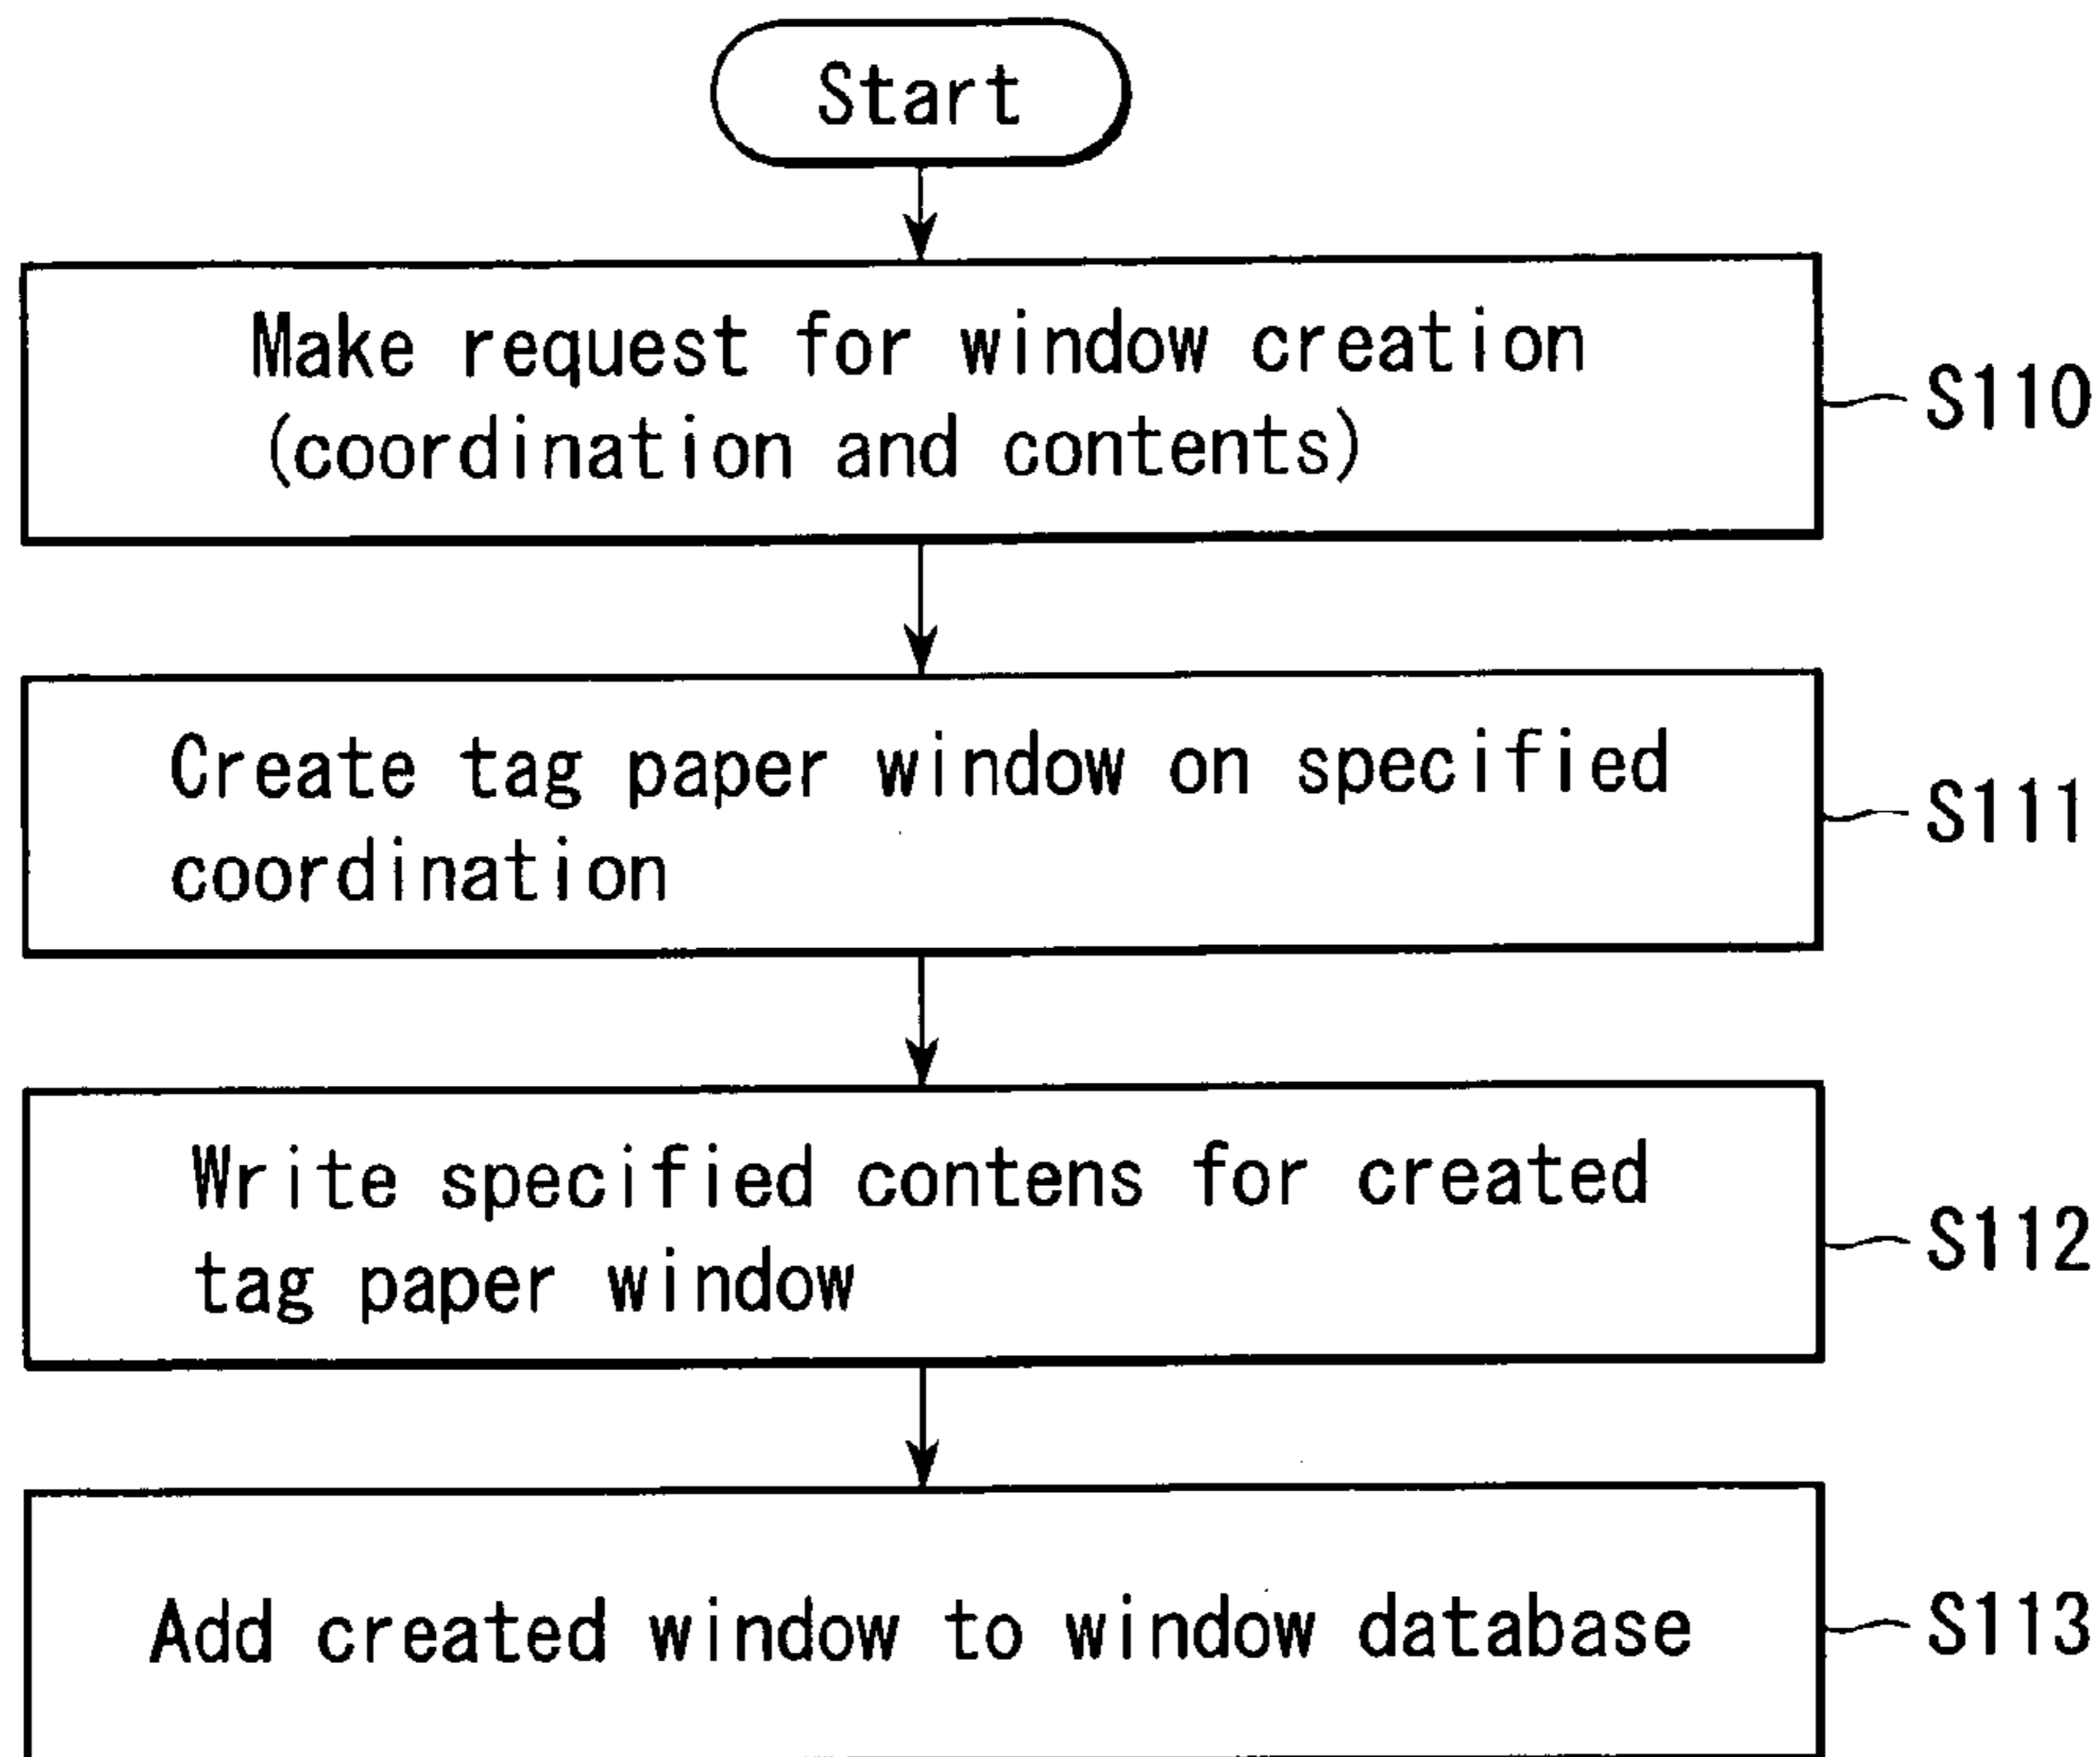 Start
Make request for window creation
(coordination and contents)
S110
Create tag paper window on specified
coordination
S111
Write specified contens for created
tag paper window
S112
Add created window to window database
S113